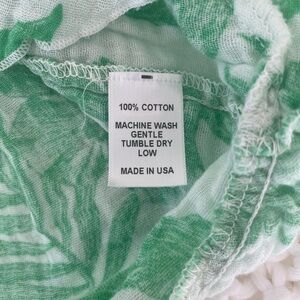 100% COTTON
MACHINE WASH
GENTLE
TUMBLE DRY
LOW
MADE IN USA